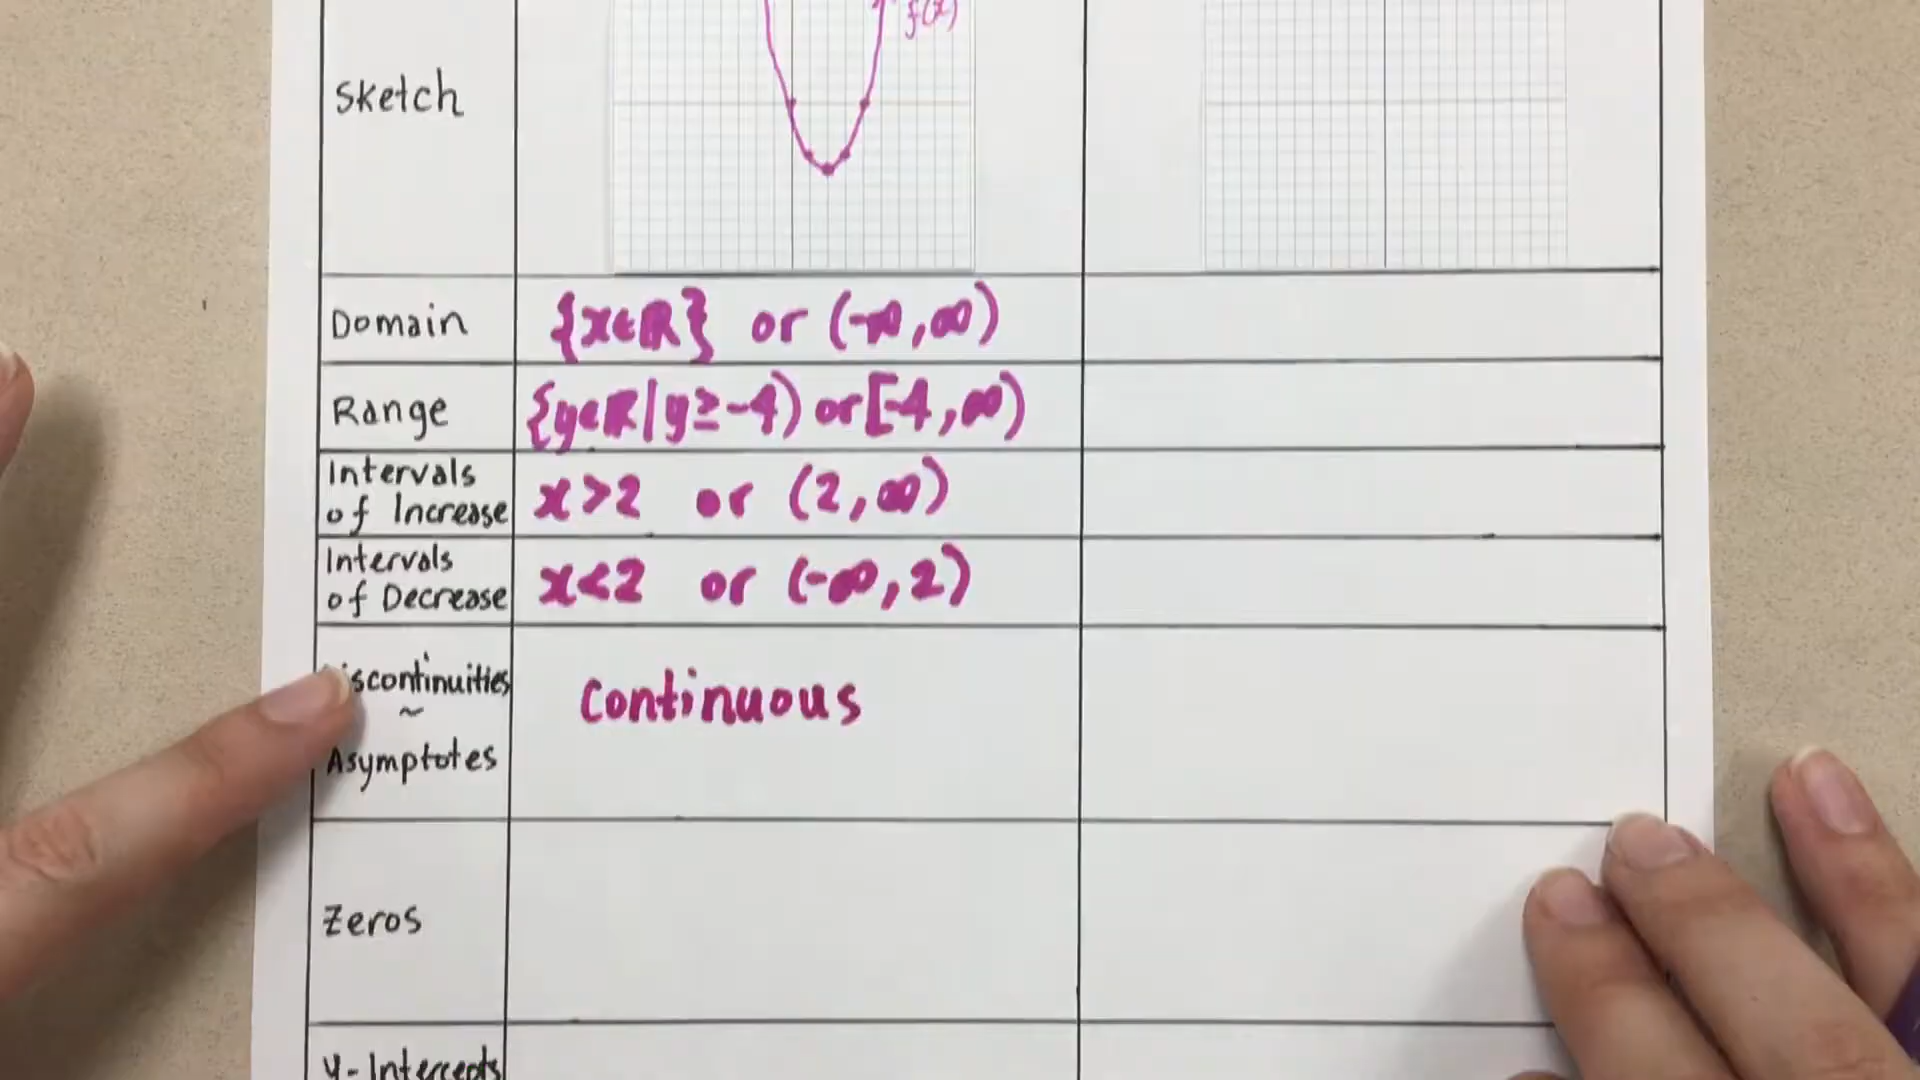 f(x)
Sketch
Domain {x∈ℝ} or (-∞,∞)
Range {y∈ℝ|y≥-4) or [-4,∞)
Intervals
of Increase x>2 or (2,∞)
Intervals
of Decrease x<2 or (-∞,2)
iscontinuities continuous
~
Asymptotes
Zeros
y-Intercepts